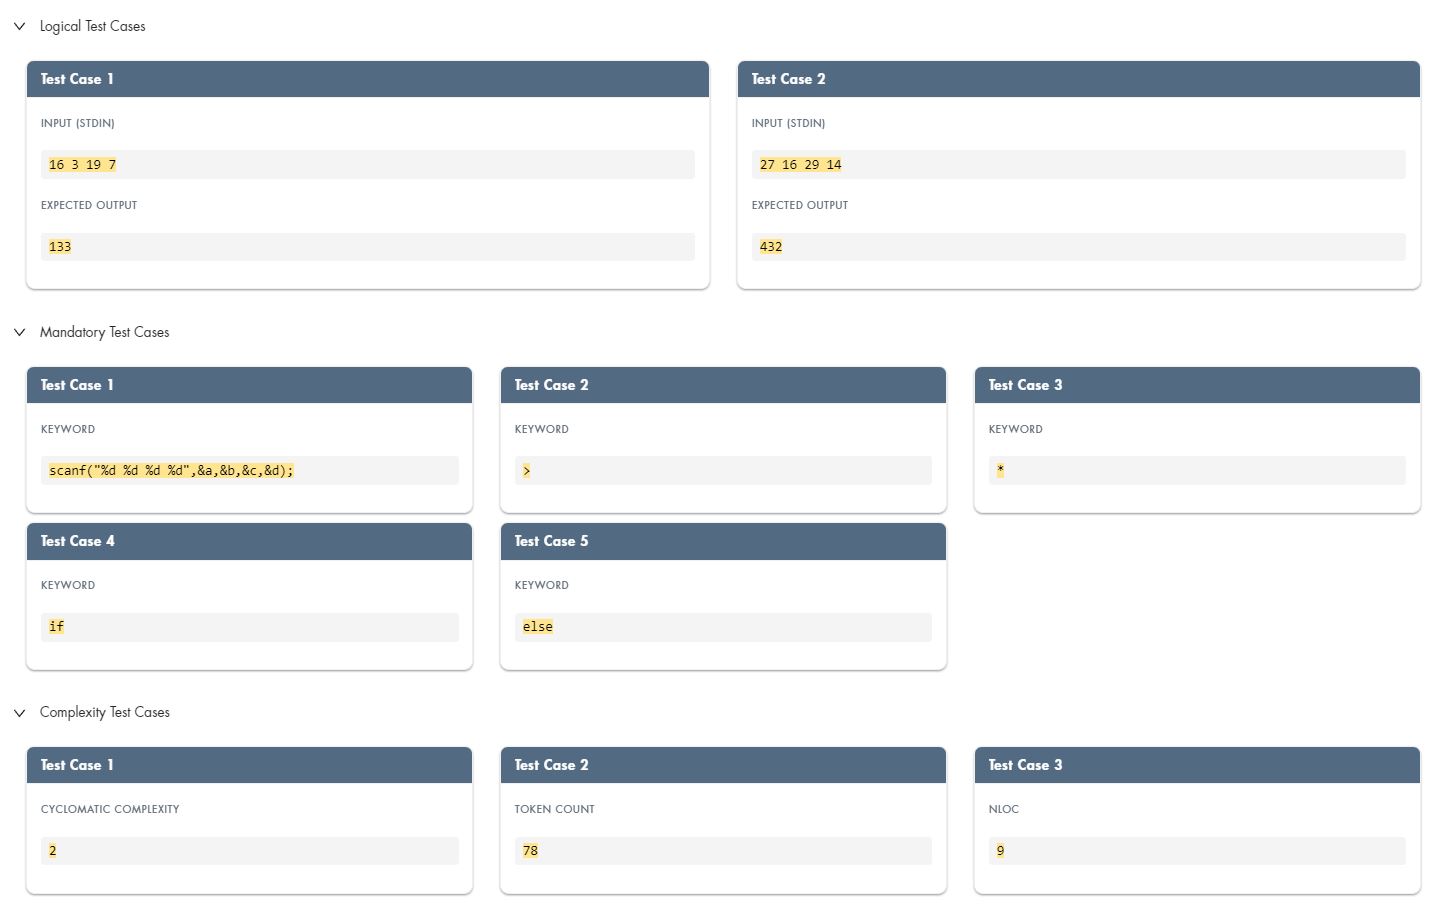 Logical Test Cases
Test Case 1
INPUT (STDIN)
16 3 19 7
EXPECTED OUTPUT
133
Test Case 2
INPUT (STDIN)
27 16 29 14
EXPECTED OUTPUT
432
Mandatory Test Cases
Test Case 1
KEYWORD
scanf("%d %d %d %d",&a,&b,&c,&d);
Test Case 2
KEYWORD
>
Test Case 3
KEYWORD
*
Test Case 4
KEYWORD
if
Test Case 5
KEYWORD
else
Complexity Test Cases
Test Case 1
CYCLOMATIC COMPLEXITY
2
Test Case 2
TOKEN COUNT
78
Test Case 3
NLOC
9